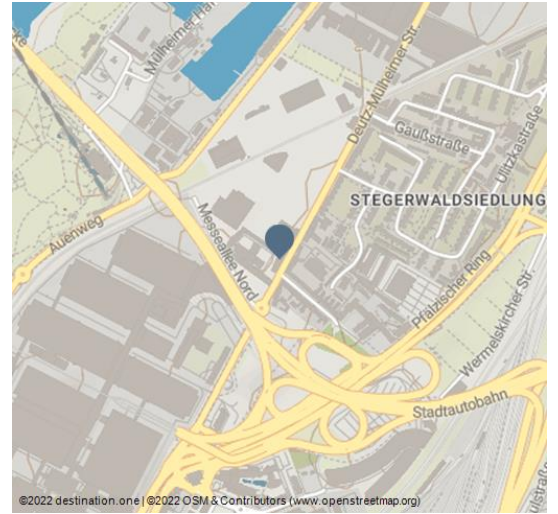 Mülheimer Ha
Deutz-Mülheimer Str.
Gaußstraße
Ulitzkastraße
STEGERWALDSIEDLUNG
Auenweg
Messeallee Nord
Pfälzischer Ring
Wermelskircher Str.
Stadtautobahn
©2022 destination.one | ©2022 OSM & Contributors (www.openstreetmap.org)